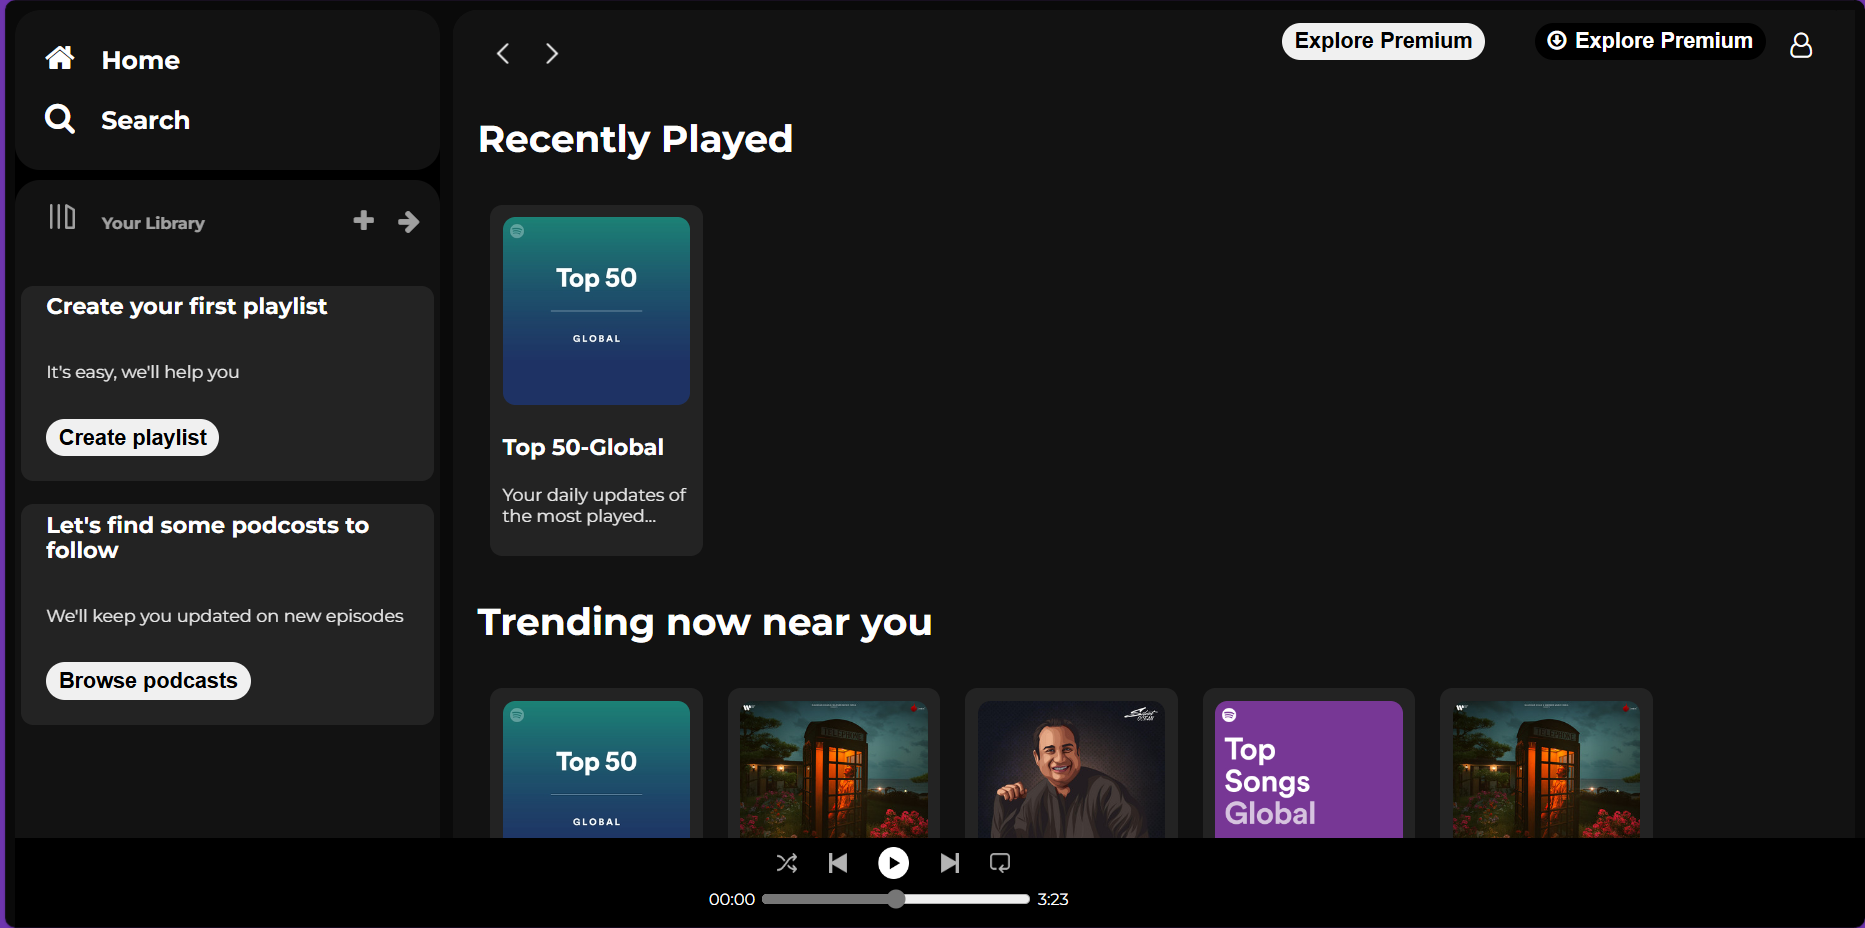 Home
Search
Your Library
Create your first playlist
It's easy, we'll help you
Create playlist
Let's find some podcosts to
follow
We'll keep you updated on new episodes
Browse podcasts
Explore Premium
Explore Premium
Recently Played
Top 50
GLOBAL
Top 50-Global
Your daily updates of
the most played...
Trending now near you
Top 50
GLOBAL
TELEPHONE
Top
Songs
Global
TELEPHONE
00:00
3:23